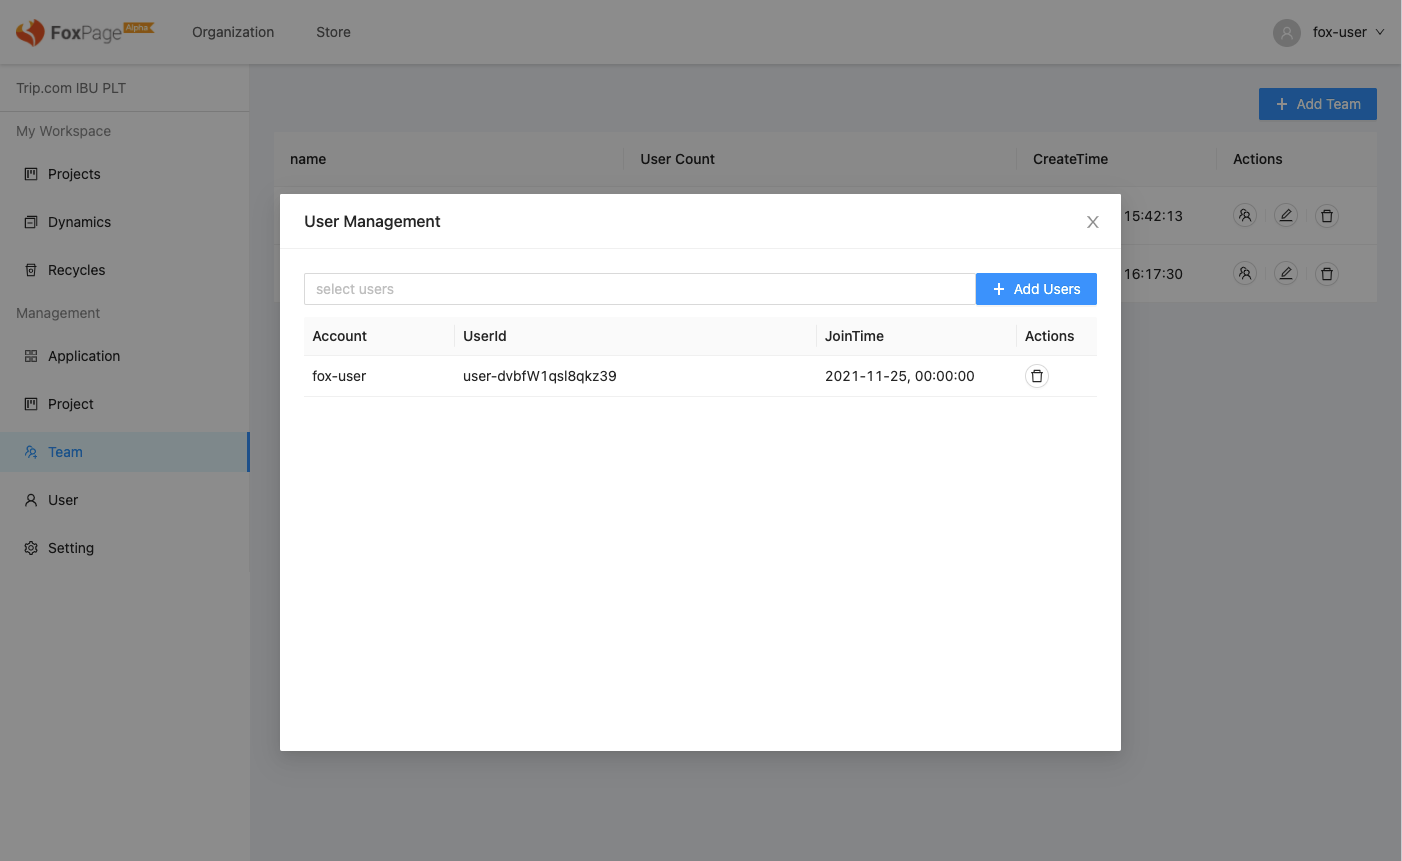 FoxPage Alpha
Organization
Store
fox-user
Trip.com IBU PLT
My Workspace
Projects
Dynamics
Recycles
Management
Application
Project
Team
User
Setting
+ Add Team
name User Count CreateTime Actions
15:42:13
16:17:30
User Management
select users
+ Add Users
Account UserId JoinTime Actions
fox-user user-dvbfW1qsl8qkz39 2021-11-25, 00:00:00